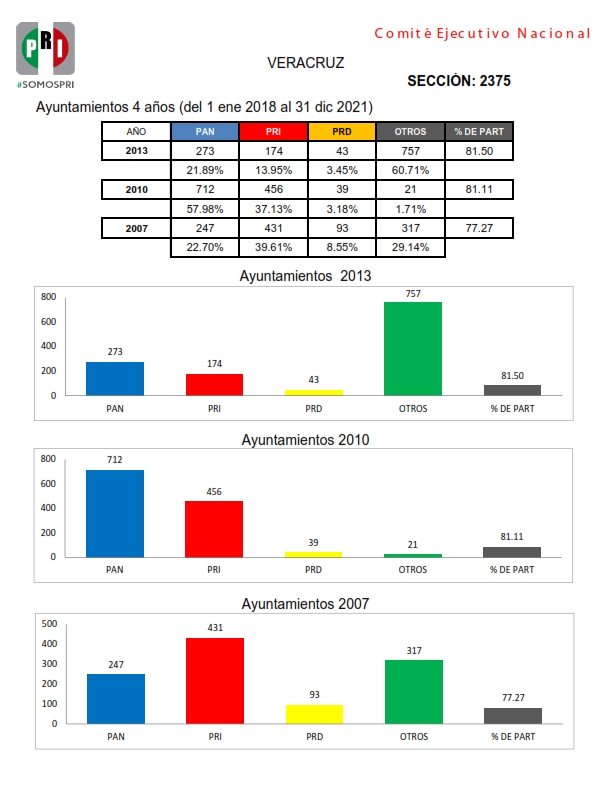 Comité Ejecutivo Nacional
PRI
#SOMOSPRI
VERACRUZ
SECCIÓN: 2375
Ayuntamientos 4 años (del 1 ene 2018 al 31 dic 2021)
AÑO PAN PRI PRD OTROS % DE PART
2013 273 174 43 757 81.50
21.89% 13.95% 3.45% 60.71%
2010 712 456 39 21 81.11
57.98% 37.13% 3.18% 1.71%
2007 247 431 93 317 77.27
22.70% 39.61% 8.55% 29.14%
Ayuntamientos 2013
800
600
400
200
0
273 174 43 757 81.50
PAN PRI PRD OTROS % DE PART
Ayuntamientos 2010
800
600
400
200
0
712 456 39 21 81.11
PAN PRI PRD OTROS % DE PART
Ayuntamientos 2007
500
400
300
200
100
0
247 431 93 317 77.27
PAN PRI PRD OTROS % DE PART